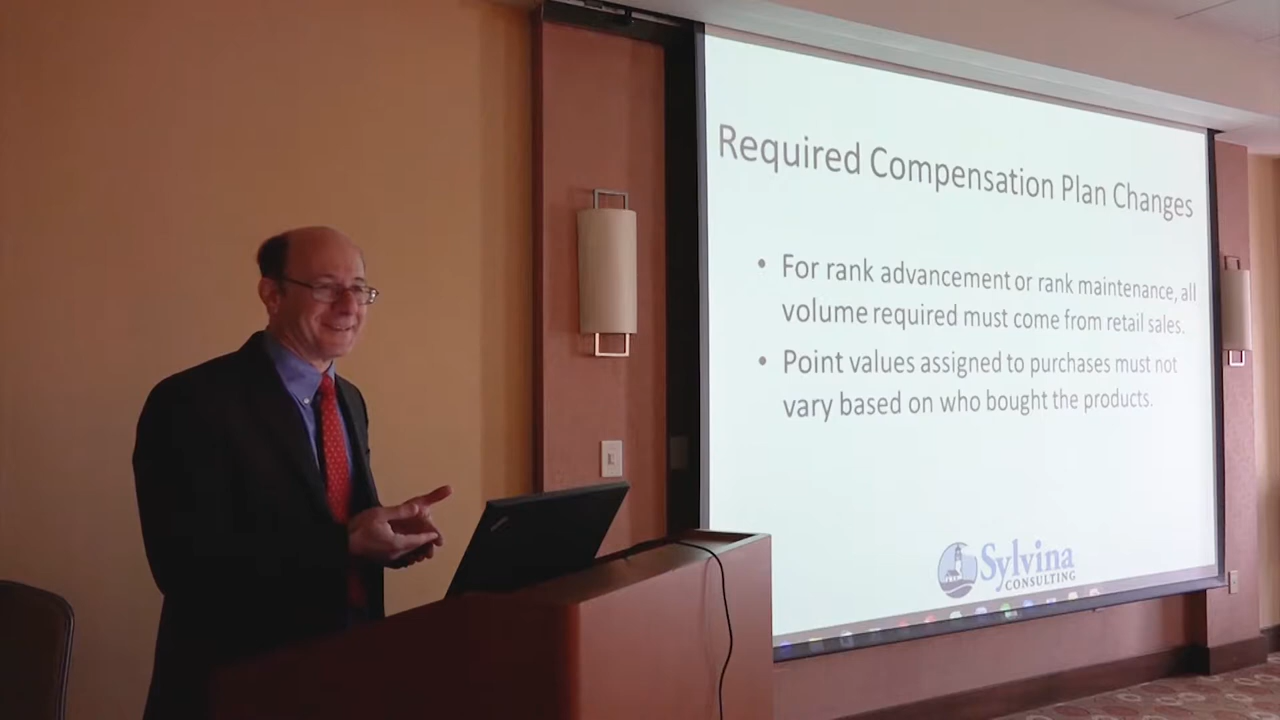 Required Compensation Plan Changes
• For rank advancement or rank maintenance, all
volume required must come from retail sales.
• Point values assigned to purchases must not
vary based on who bought the products.
Sylvina
CONSULTING